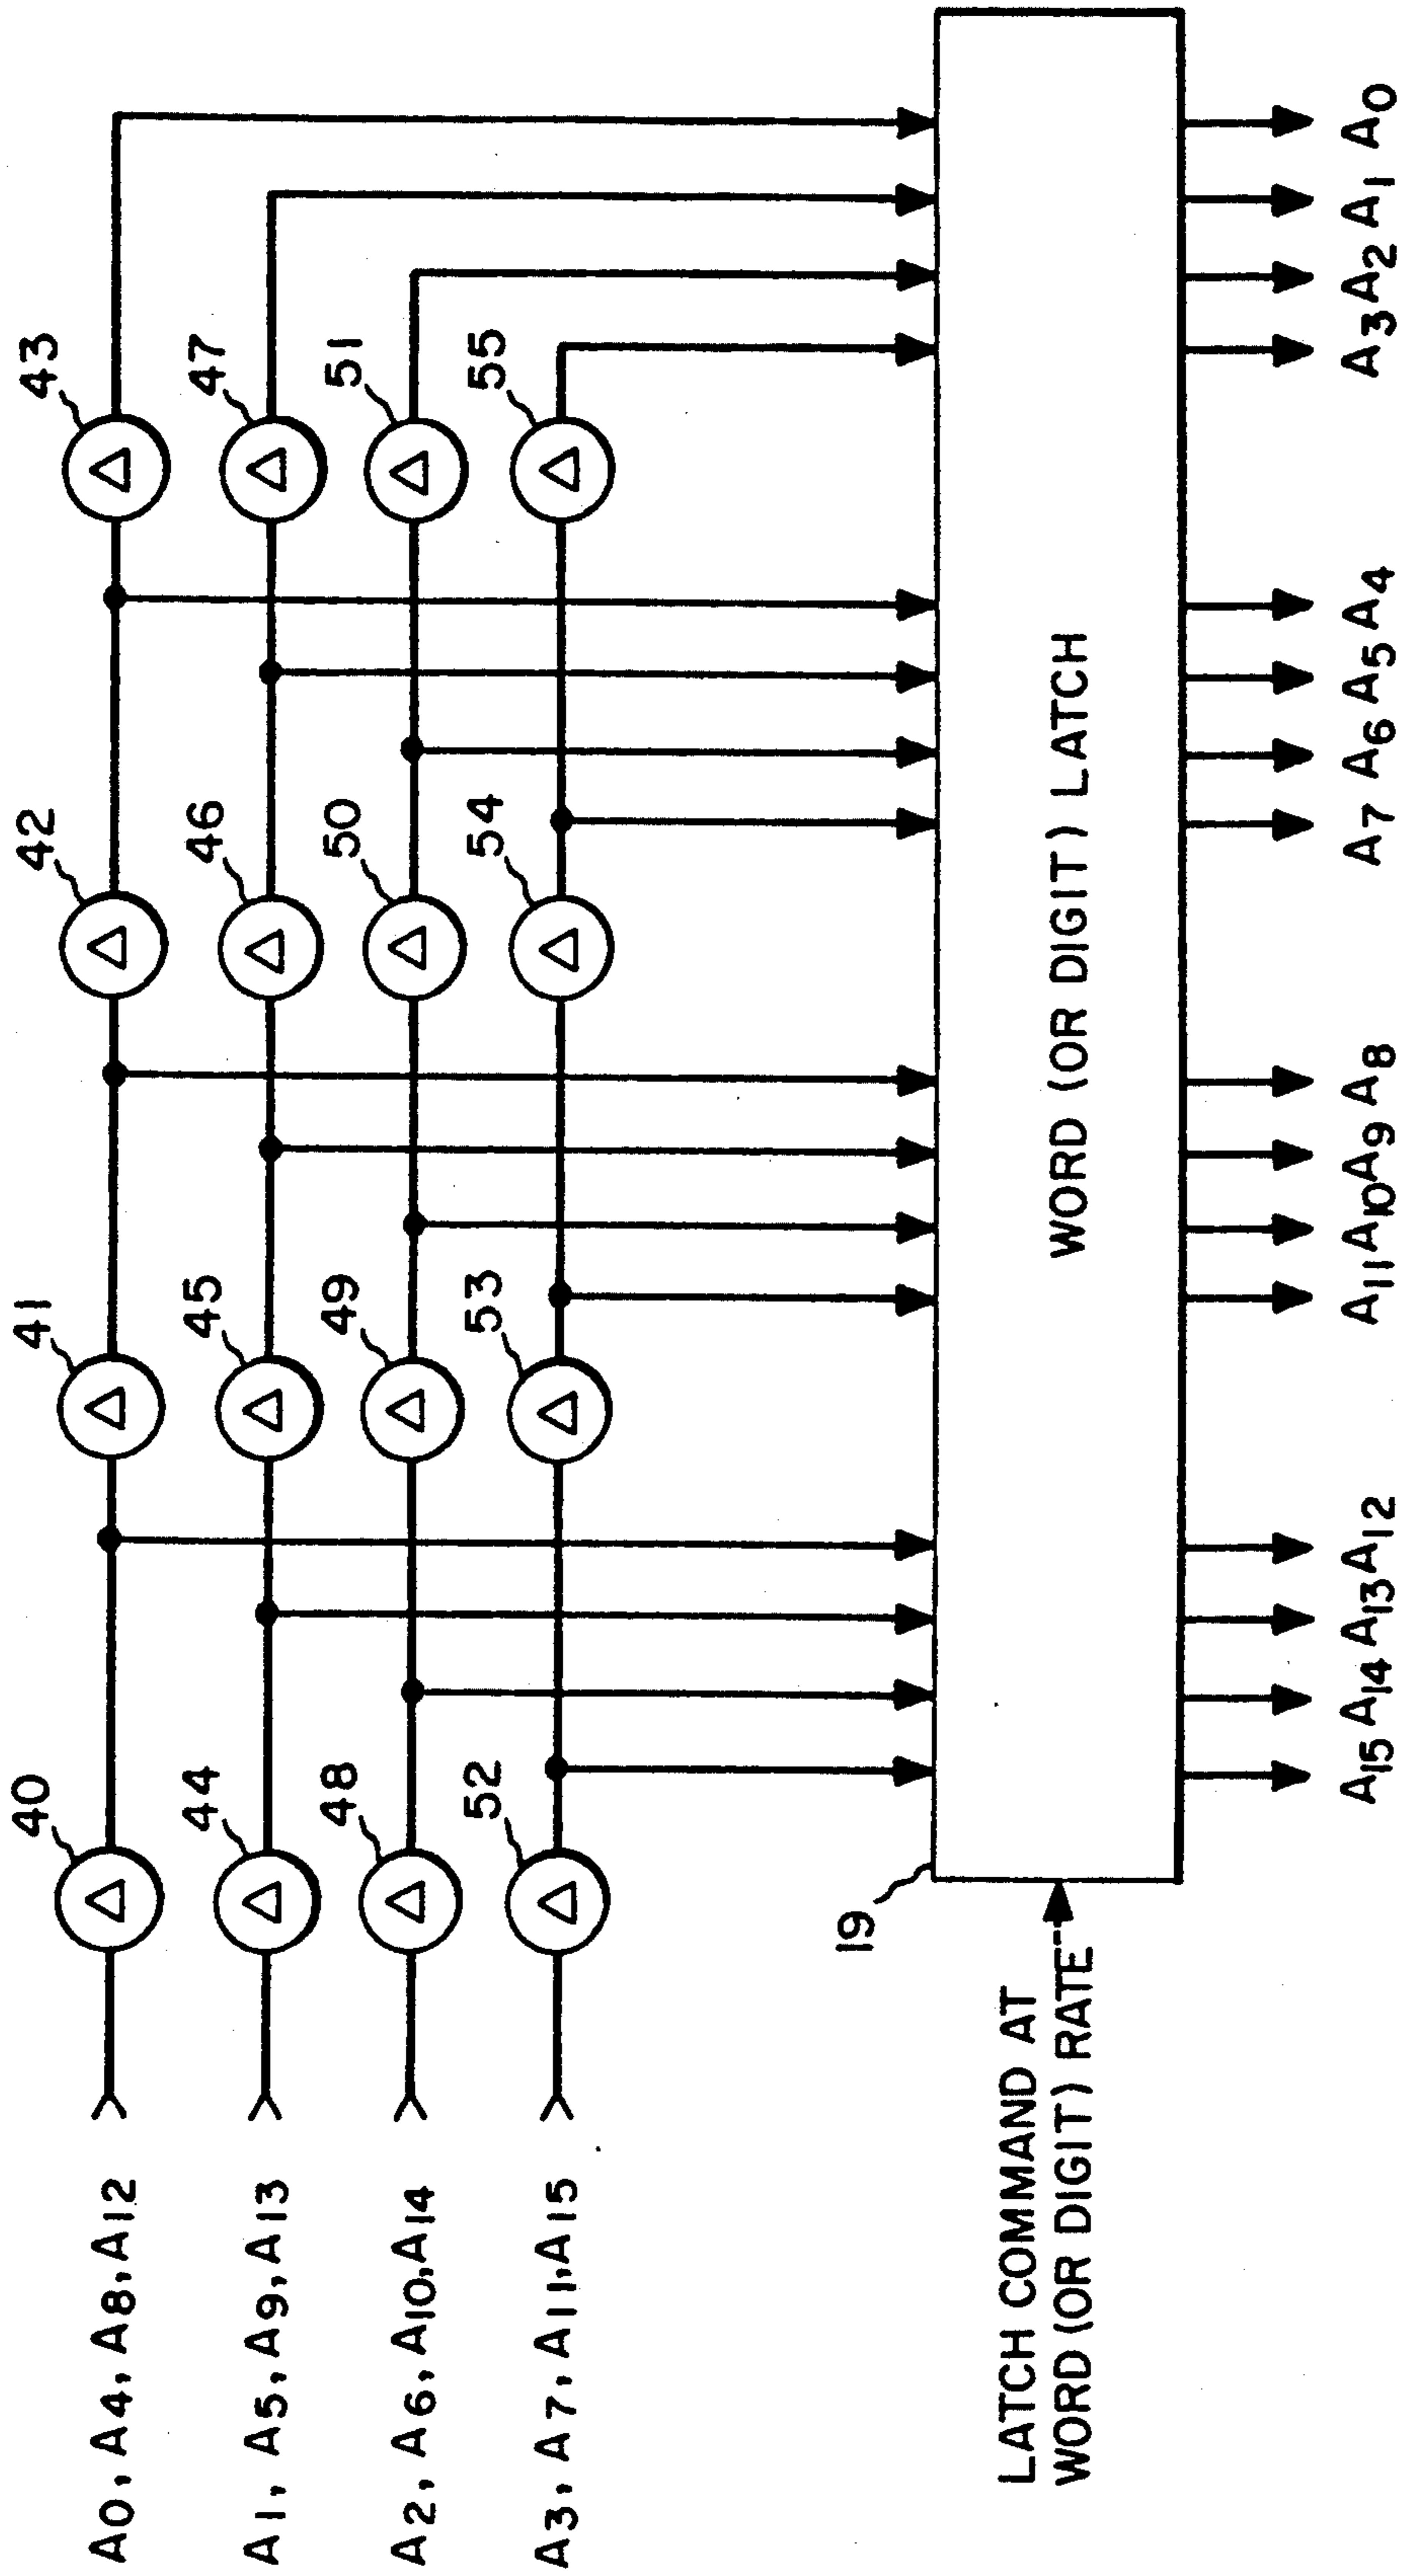 40 41 42 43
A0, A4, A8, A12
44 45 46 47
A1, A5, A9, A13
48 49 50 51
A2, A6, A10, A14
52 53 54 55
A3, A7, A11, A15
19
LATCH COMMAND AT
WORD (OR DIGIT) RATE
WORD (OR DIGIT) LATCH
A15 A14 A13 A12 A11 A10 A9 A8 A7 A6 A5 A4 A3 A2 A1 A0